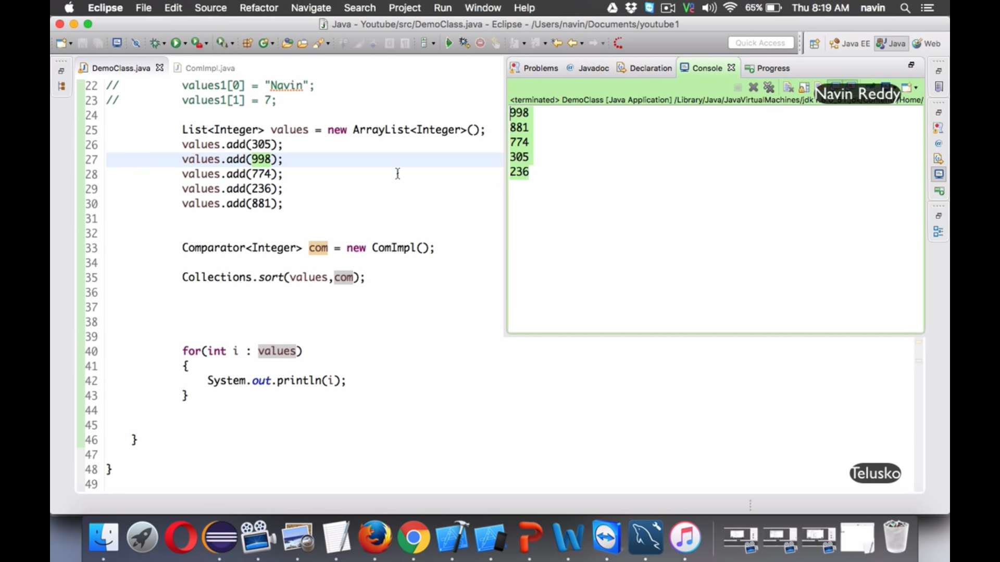 Eclipse File Edit Source Refactor Navigate Search Project Run Window Help 65% Thu 8:19 AM navin
Java - Youtube/src/DemoClass.java - Eclipse - /Users/navin/Documents/youtube1
Quick Access Java EE Java Web
DemoClass.java ComImpl.java
Problems @ Javadoc Declaration Console Progress
Navin Reddy
<terminated> DemoClass [Java Application] /Library/Java/JavaVirtualMachines/jdk
22 // values1[0] = "Navin";
23 // values1[1] = 7;
24
25 List<Integer> values = new ArrayList<Integer>();
26 values.add(305);
27 values.add(998);
28 values.add(774);
29 values.add(236);
30 values.add(881);
31
32
33 Comparator<Integer> com = new ComImpl();
34
35 Collections.sort(values,com);
36
37
38
39
40 for(int i : values)
41 {
42 System.out.println(i);
43 }
44
45
46 }
47
48 }
49
998
881
774
305
236
Telusko